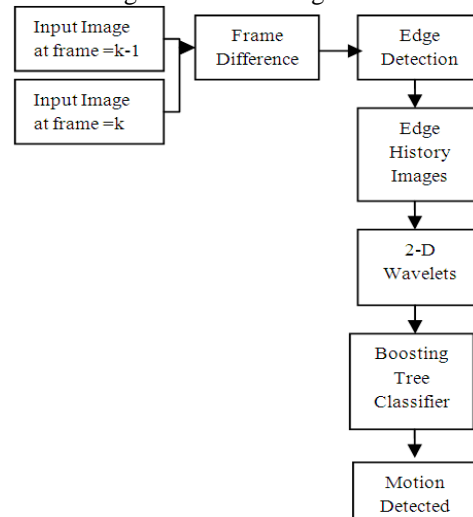 Input Image
at frame =k-1
Frame
Difference
Edge
Detection
Input Image
at frame =k
Edge
History
Images
2-D
Wavelets
Boosting
Tree
Classifier
Motion
Detected